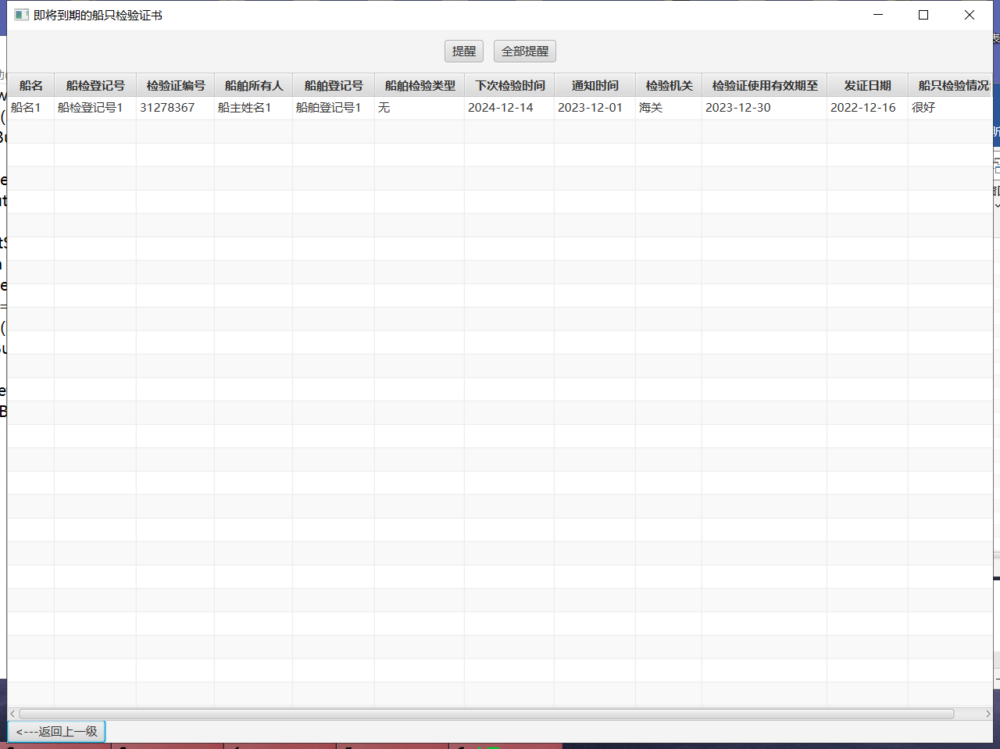 即将到期的船只检验证书
提醒 全部提醒
船名 船检登记号 检验证编号 船舶所有人 船舶登记号 船舶检验类型 下次检验时间 通知时间 检验机关 检验证使用有效期至 发证日期 船只检验情况
船名1 船检登记号1 31278367 船主姓名1 船舶登记号1 无 2024-12-14 2023-12-01 海关 2023-12-30 2022-12-16 很好
<---返回上一级